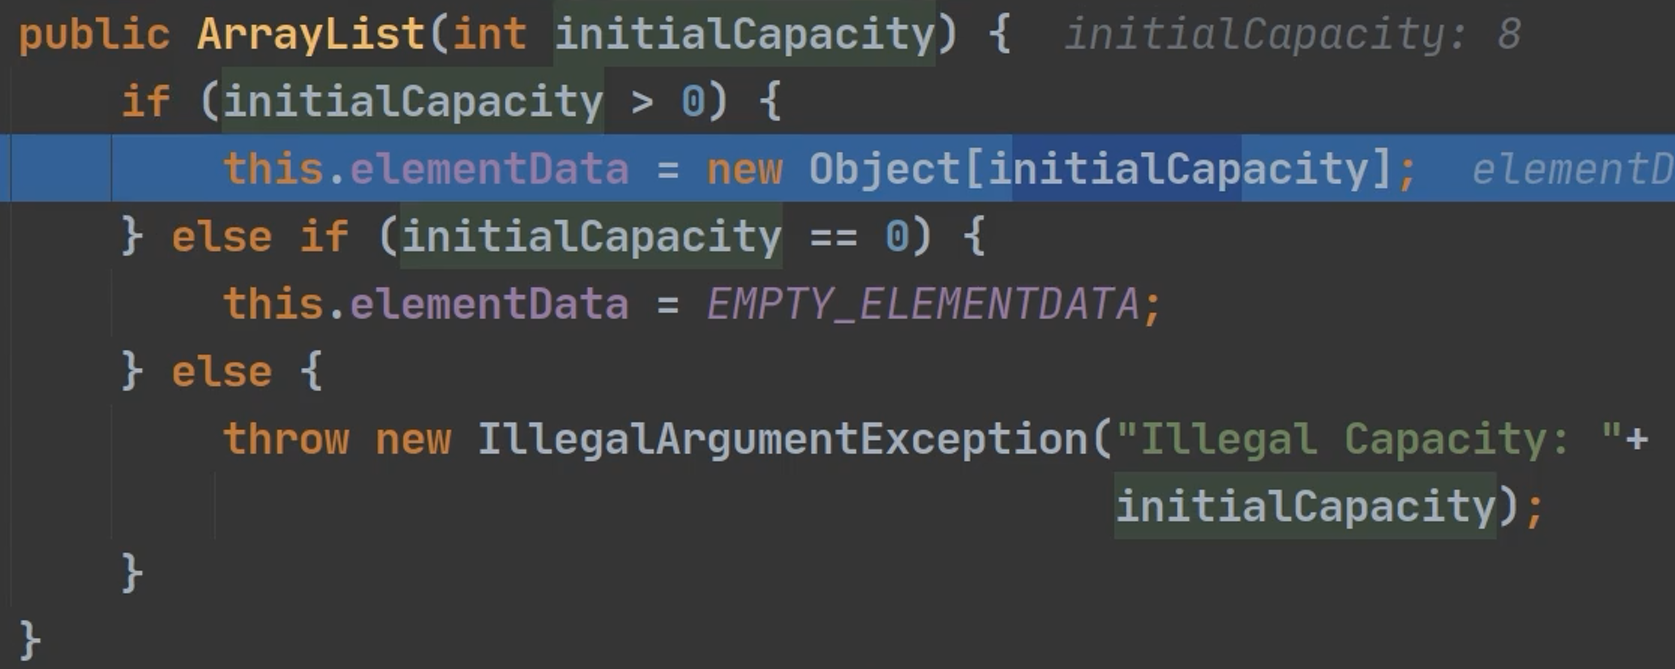 public ArrayList(int initialCapacity) {  initialCapacity: 8
    if (initialCapacity > 0) {
        this.elementData = new Object[initialCapacity];  elementD
    } else if (initialCapacity == 0) {
        this.elementData = EMPTY_ELEMENTDATA;
    } else {
        throw new IllegalArgumentException("Illegal Capacity: "+
                                           initialCapacity);
    }
}